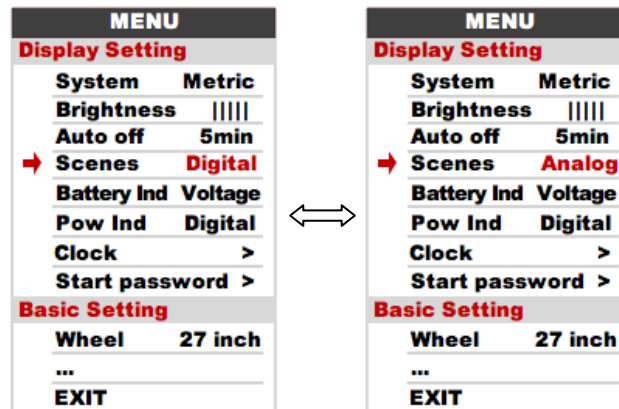 MENU
Display Setting
System Metric
Brightness |||||
Auto off 5min
Scenes Digital
Battery Ind Voltage
Pow Ind Digital
Clock >
Start password >
Basic Setting
Wheel 27 inch
...
EXIT
MENU
Display Setting
System Metric
Brightness |||||
Auto off 5min
Scenes Analog
Battery Ind Voltage
Pow Ind Digital
Clock >
Start password >
Basic Setting
Wheel 27 inch
...
EXIT